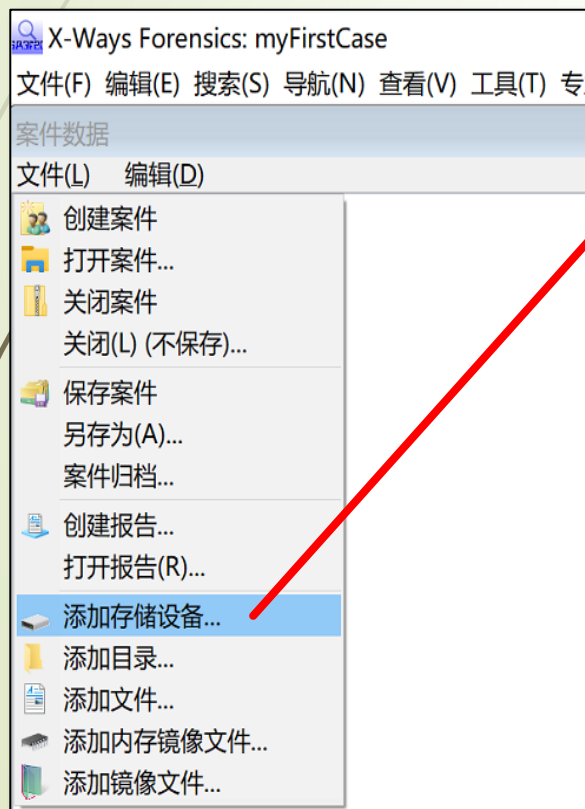 X-Ways Forensics: myFirstCase
文件(F) 编辑(E) 搜索(S) 导航(N) 查看(V) 工具(T) 专
案件数据
文件(L) 编辑(D)
创建案件
打开案件...
关闭案件
关闭(L) (不保存)...
保存案件
另存为(A)...
案件归档...
创建报告...
打开报告(R)...
添加存储设备...
添加目录...
添加文件...
添加内存镜像文件...
添加镜像文件...